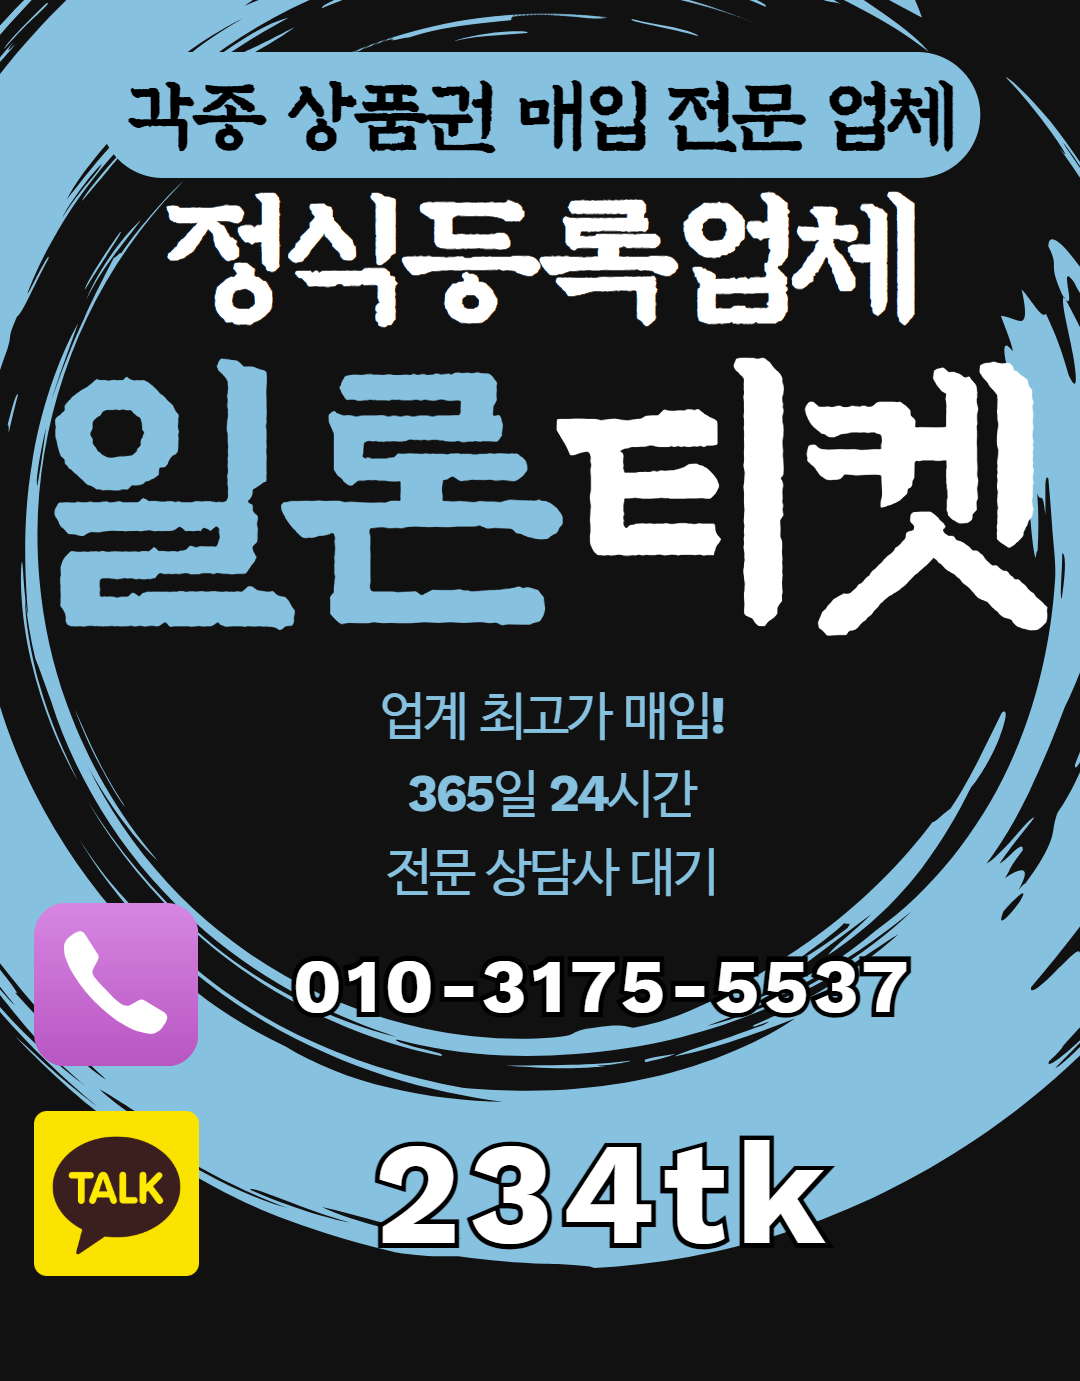 각종 상품권 매입 전문 업체
정식등록업체
일론티켓
업계 최고가 매입!
365일 24시간
전문 상담사 대기
010-3175-5537
TALK
234tk